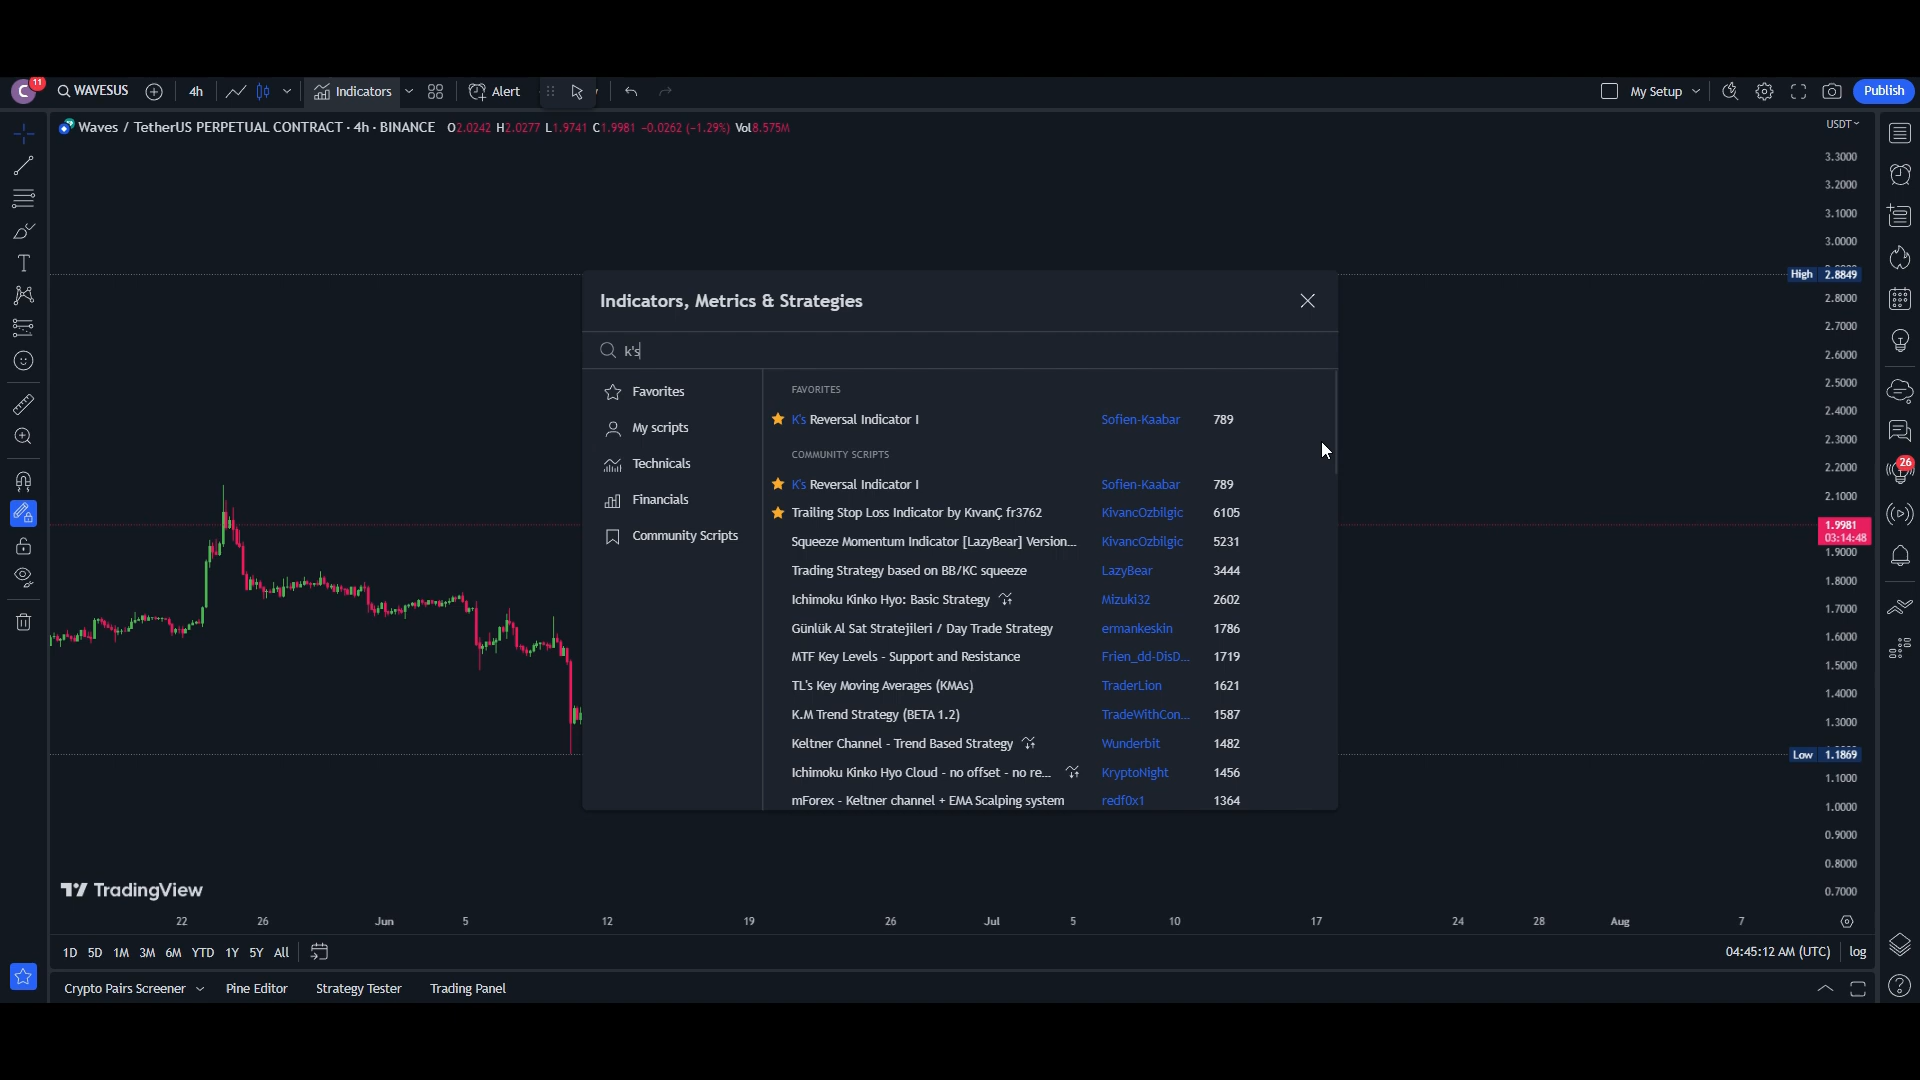 C 11 WAVESUS 4h Indicators Alert My Setup Publish
Waves / TetherUS PERPETUAL CONTRACT · 4h · BINANCE O2.0242 H2.0277 L1.9741 C1.9981 -0.0262 (-1.29%) Vol8.575M
USDT
3.3000
3.2000
3.1000
3.0000
High 2.8849
2.8000
2.7000
2.6000
2.5000
2.4000
2.3000
2.2000
2.1000
1.9981
03:14:48
1.9000
1.8000
1.7000
1.6000
1.5000
1.4000
1.3000
Low 1.1869
1.1000
1.0000
0.9000
0.8000
0.7000
26
Indicators, Metrics & Strategies
k's
Favorites
My scripts
Technicals
Financials
Community Scripts
FAVORITES
K's Reversal Indicator I Sofien-Kaabar 789
COMMUNITY SCRIPTS
K's Reversal Indicator I Sofien-Kaabar 789
Trailing Stop Loss Indicator by KıvanÇ fr3762 KivancOzbilgic 6105
Squeeze Momentum Indicator [LazyBear] Version... KivancOzbilgic 5231
Trading Strategy based on BB/KC squeeze LazyBear 3444
Ichimoku Kinko Hyo: Basic Strategy Mizuki32 2602
Günlük Al Sat Stratejileri / Day Trade Strategy ermankeskin 1786
MTF Key Levels - Support and Resistance Frien_dd-DisD... 1719
TL's Key Moving Averages (KMAs) TraderLion 1621
K.M Trend Strategy (BETA 1.2) TradeWithCon... 1587
Keltner Channel - Trend Based Strategy Wunderbit 1482
Ichimoku Kinko Hyo Cloud - no offset - no re... KryptoNight 1456
mForex - Keltner channel + EMA Scalping system redf0x1 1364
TradingView
22 26 Jun 5 12 19 26 Jul 5 10 17 24 28 Aug 7
1D 5D 1M 3M 6M YTD 1Y 5Y All 04:45:12 AM (UTC) log
Crypto Pairs Screener Pine Editor Strategy Tester Trading Panel